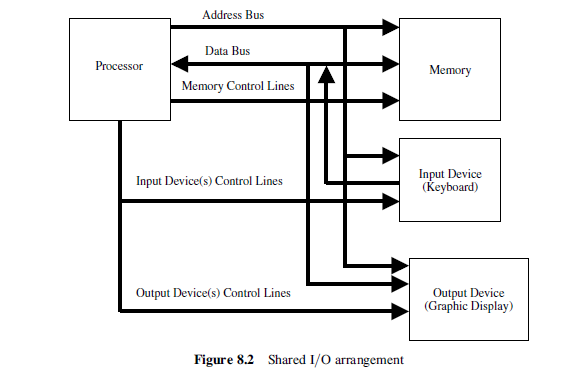 Address Bus
Data Bus
Processor
Memory
Memory Control Lines
Input Device
(Keyboard)
Input Device(s) Control Lines
Output Device(s) Control Lines
Output Device
(Graphic Display)
Figure 8.2 Shared I/O arrangement